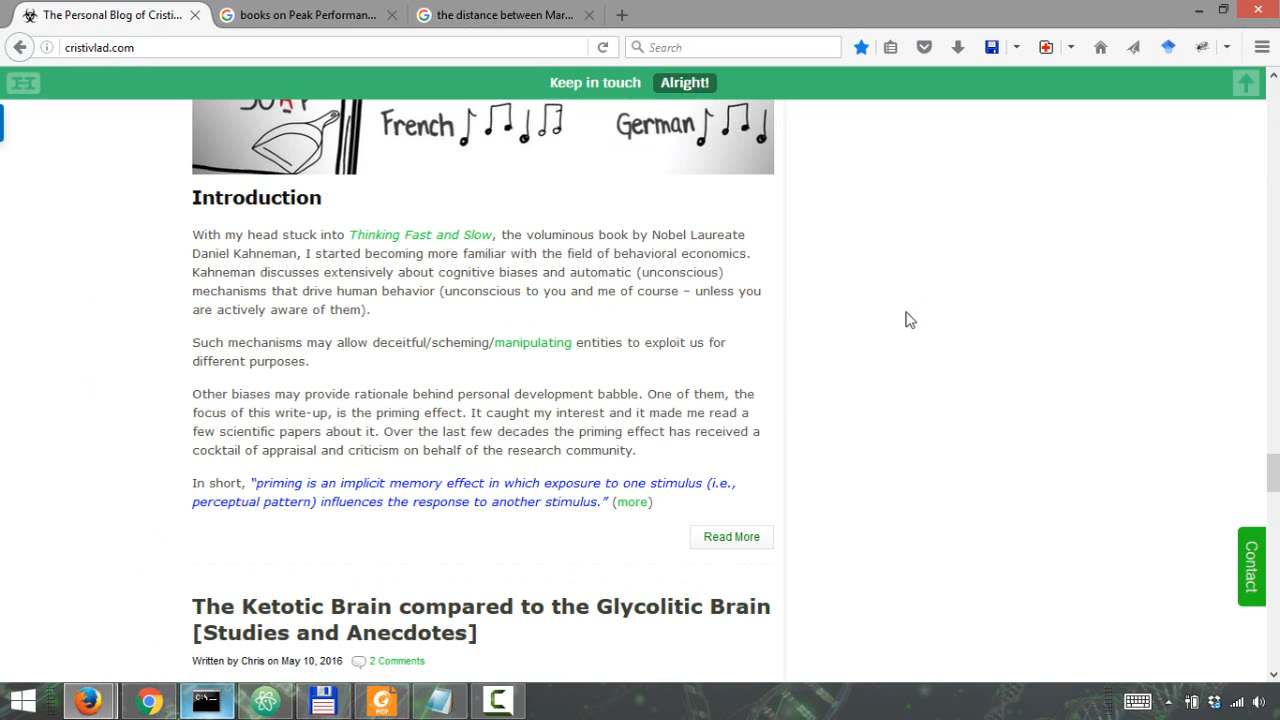 The Personal Blog of Cristi...
books on Peak Performan...
the distance between Mar...
cristivlad.com
Search
Keep in touch Alright!
French German
Introduction
With my head stuck into Thinking Fast and Slow, the voluminous book by Nobel Laureate
Daniel Kahneman, I started becoming more familiar with the field of behavioral economics.
Kahneman discusses extensively about cognitive biases and automatic (unconscious)
mechanisms that drive human behavior (unconscious to you and me of course – unless you
are actively aware of them).
Such mechanisms may allow deceitful/scheming/manipulating entities to exploit us for
different purposes.
Other biases may provide rationale behind personal development babble. One of them, the
focus of this write-up, is the priming effect. It caught my interest and it made me read a
few scientific papers about it. Over the last few decades the priming effect has received a
cocktail of appraisal and criticism on behalf of the research community.
In short, “priming is an implicit memory effect in which exposure to one stimulus (i.e.,
perceptual pattern) influences the response to another stimulus.” (more)
Read More
Contact
The Ketotic Brain compared to the Glycolitic Brain
[Studies and Anecdotes]
Written by Chris on May 10, 2016 2 Comments
PDF